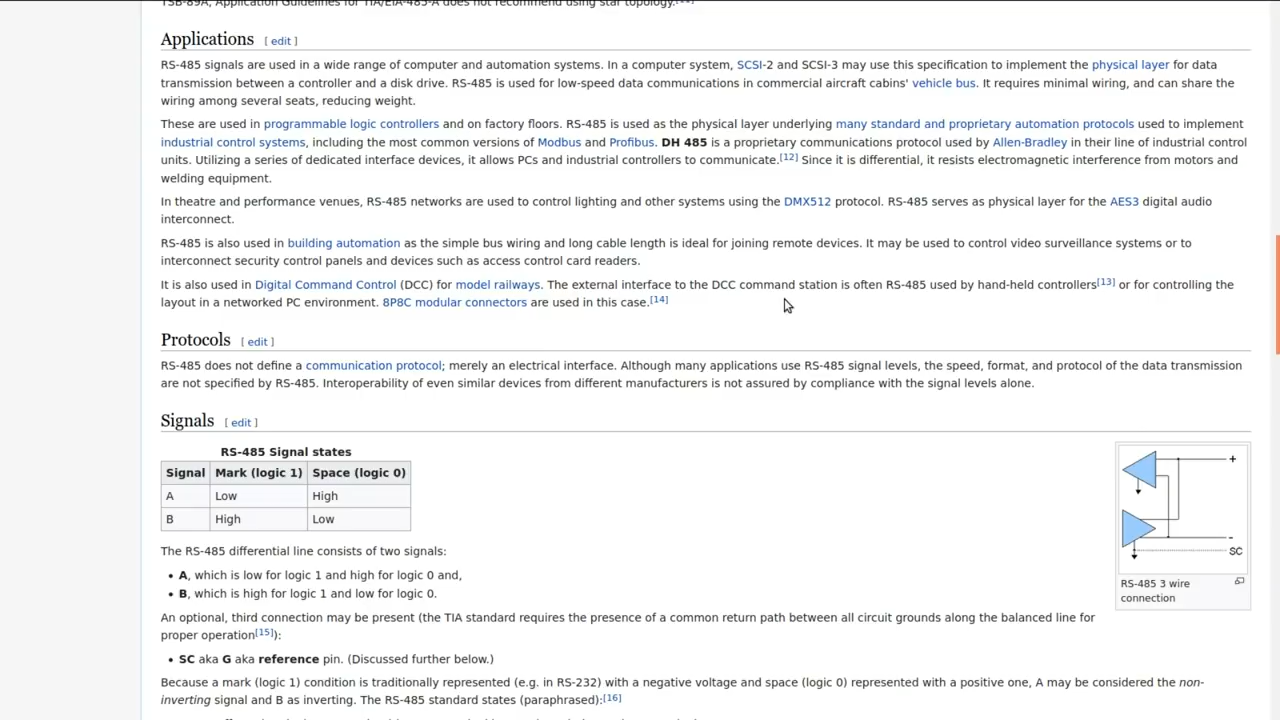 TSB-89A, Application Guidelines for TIA/EIA-485-A does not recommend using star topology.
Applications [ edit ]
RS-485 signals are used in a wide range of computer and automation systems. In a computer system, SCSI-2 and SCSI-3 may use this specification to implement the physical layer for data
transmission between a controller and a disk drive. RS-485 is used for low-speed data communications in commercial aircraft cabins' vehicle bus. It requires minimal wiring, and can share the
wiring among several seats, reducing weight.
These are used in programmable logic controllers and on factory floors. RS-485 is used as the physical layer underlying many standard and proprietary automation protocols used to implement
industrial control systems, including the most common versions of Modbus and Profibus. DH 485 is a proprietary communications protocol used by Allen-Bradley in their line of industrial control
units. Utilizing a series of dedicated interface devices, it allows PCs and industrial controllers to communicate.[12] Since it is differential, it resists electromagnetic interference from motors and
welding equipment.
In theatre and performance venues, RS-485 networks are used to control lighting and other systems using the DMX512 protocol. RS-485 serves as physical layer for the AES3 digital audio
interconnect.
RS-485 is also used in building automation as the simple bus wiring and long cable length is ideal for joining remote devices. It may be used to control video surveillance systems or to
interconnect security control panels and devices such as access control card readers.
It is also used in Digital Command Control (DCC) for model railways. The external interface to the DCC command station is often RS-485 used by hand-held controllers[13] or for controlling the
layout in a networked PC environment. 8P8C modular connectors are used in this case.[14]
Protocols [ edit ]
RS-485 does not define a communication protocol; merely an electrical interface. Although many applications use RS-485 signal levels, the speed, format, and protocol of the data transmission
are not specified by RS-485. Interoperability of even similar devices from different manufacturers is not assured by compliance with the signal levels alone.
Signals [ edit ]
RS-485 Signal states
Signal Mark (logic 1) Space (logic 0)
A Low High
B High Low
+
-
SC
RS-485 3 wire
connection
The RS-485 differential line consists of two signals:
• A, which is low for logic 1 and high for logic 0 and,
• B, which is high for logic 1 and low for logic 0.
An optional, third connection may be present (the TIA standard requires the presence of a common return path between all circuit grounds along the balanced line for
proper operation[15]):
• SC aka G aka reference pin. (Discussed further below.)
Because a mark (logic 1) condition is traditionally represented (e.g. in RS-232) with a negative voltage and space (logic 0) represented with a positive one, A may be considered the non-
inverting signal and B as inverting. The RS-485 standard states (paraphrased):[16]